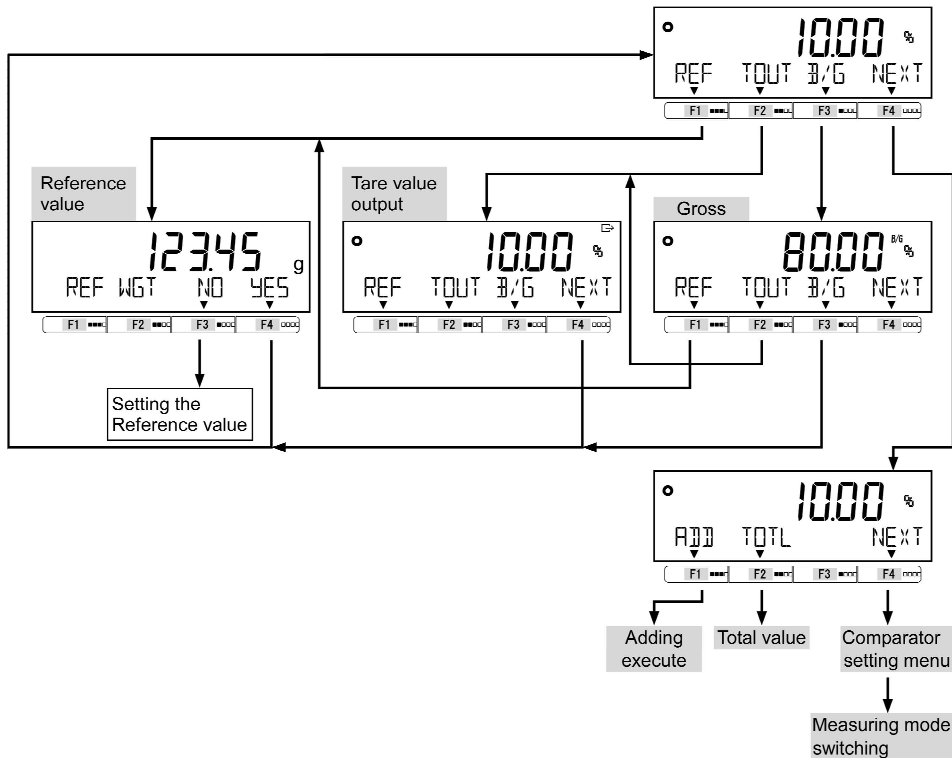 10.00 %
REF TOUT B/G NEXT
F1 F2 F3 F4
Reference
value
123.45 g
REF WGT NO YES
F1 F2 F3 F4
Tare value
output
10.00 %
REF TOUT B/G NEXT
F1 F2 F3 F4
Gross
80.00 B/G %
REF TOUT B/G NEXT
F1 F2 F3 F4
Setting the
Reference value
10.00 %
ADD TOTL NEXT
F1 F2 F3 F4
Adding
execute
Total value
Comparator
setting menu
Measuring mode
switching